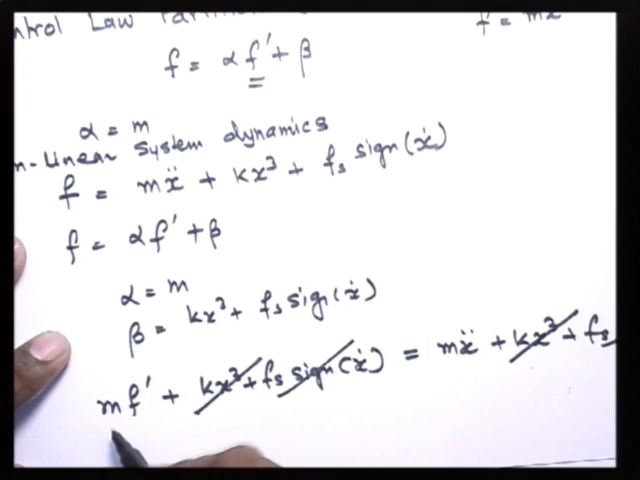 ntrol Law Parti
f = m
f = α f' + β
α = m
n-linear system dynamics
f = mẍ + kx³ + fₛ sign(ẋ)
f = αf' + β
α = m
β = kx³ + fₛ sign(ẋ)
mf' + kx³ + fₛ sign(ẋ) = mẍ + kx³ + fₛ